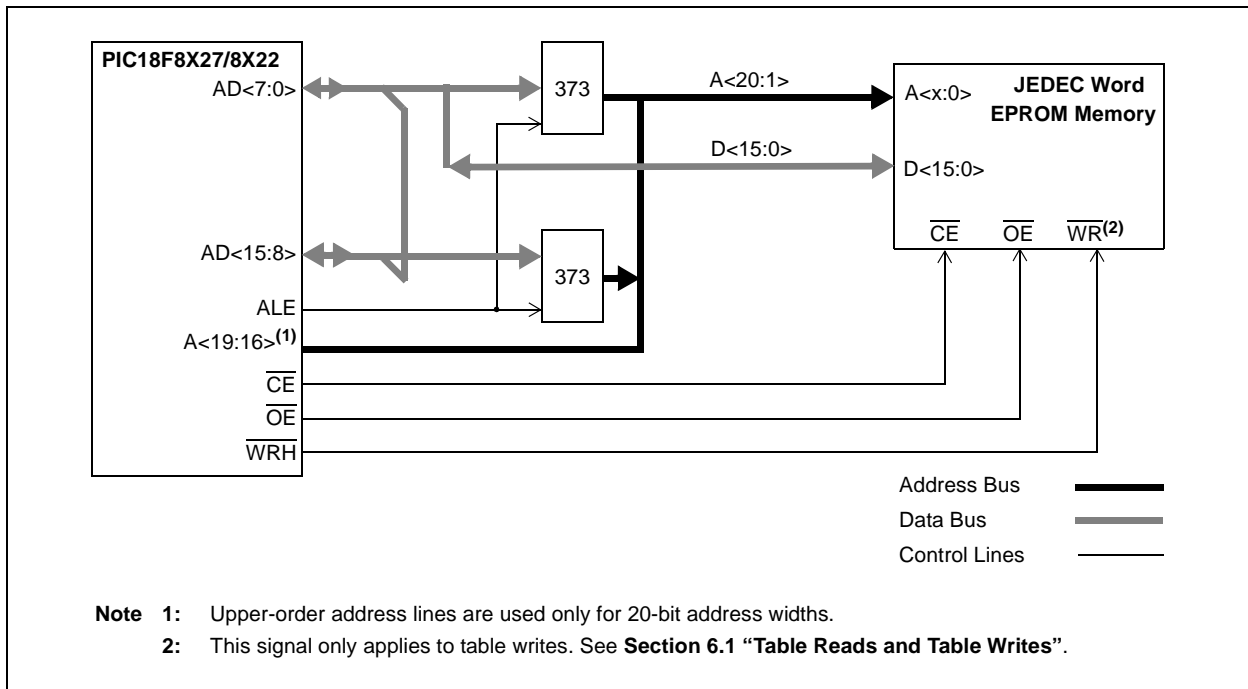 PIC18F8X27/8X22
AD<7:0>
373
A<20:1>
A<x:0>
JEDEC Word
EPROM Memory
D<15:0>
D<15:0>
CE
OE
WR(2)
AD<15:8>
373
ALE
A<19:16>(1)
CE
OE
WRH
Address Bus
Data Bus
Control Lines
Note 1: Upper-order address lines are used only for 20-bit address widths.
2: This signal only applies to table writes. See Section 6.1 “Table Reads and Table Writes”.